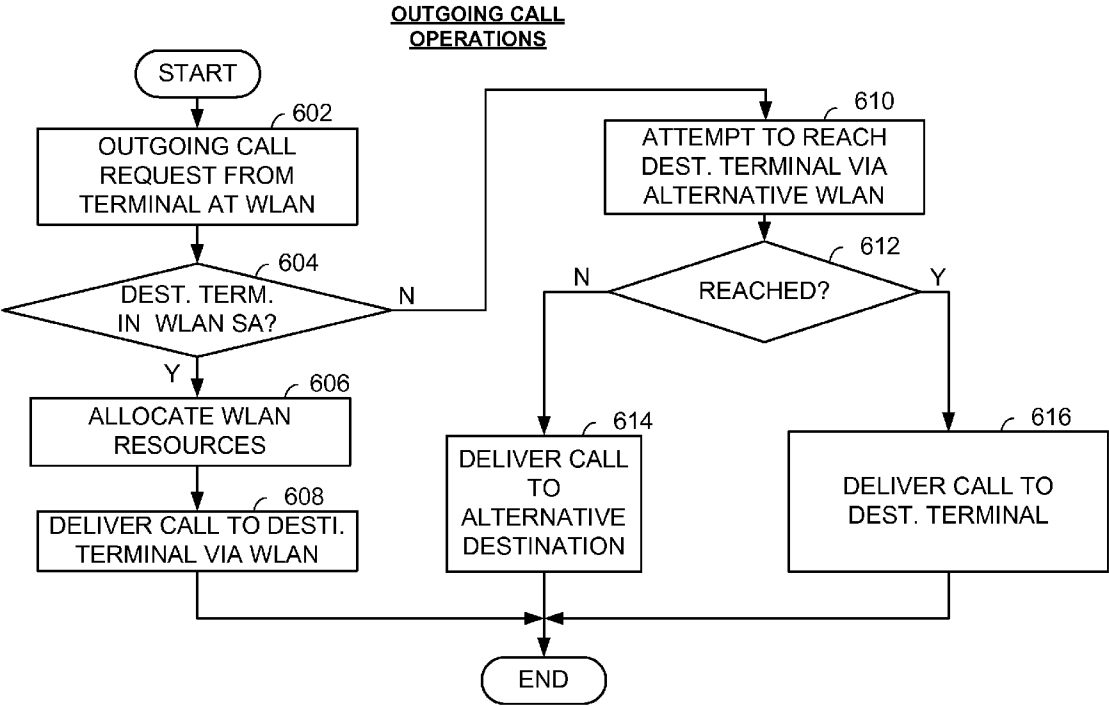 OUTGOING CALL
OPERATIONS
START
602
OUTGOING CALL
REQUEST FROM
TERMINAL AT WLAN
604
DEST. TERM.
IN WLAN SA?
N
Y
606
ALLOCATE WLAN
RESOURCES
608
DELIVER CALL TO DESTI.
TERMINAL VIA WLAN
610
ATTEMPT TO REACH
DEST. TERMINAL VIA
ALTERNATIVE WLAN
612
REACHED?
N
Y
614
DELIVER CALL
TO
ALTERNATIVE
DESTINATION
616
DELIVER CALL TO
DEST. TERMINAL
END